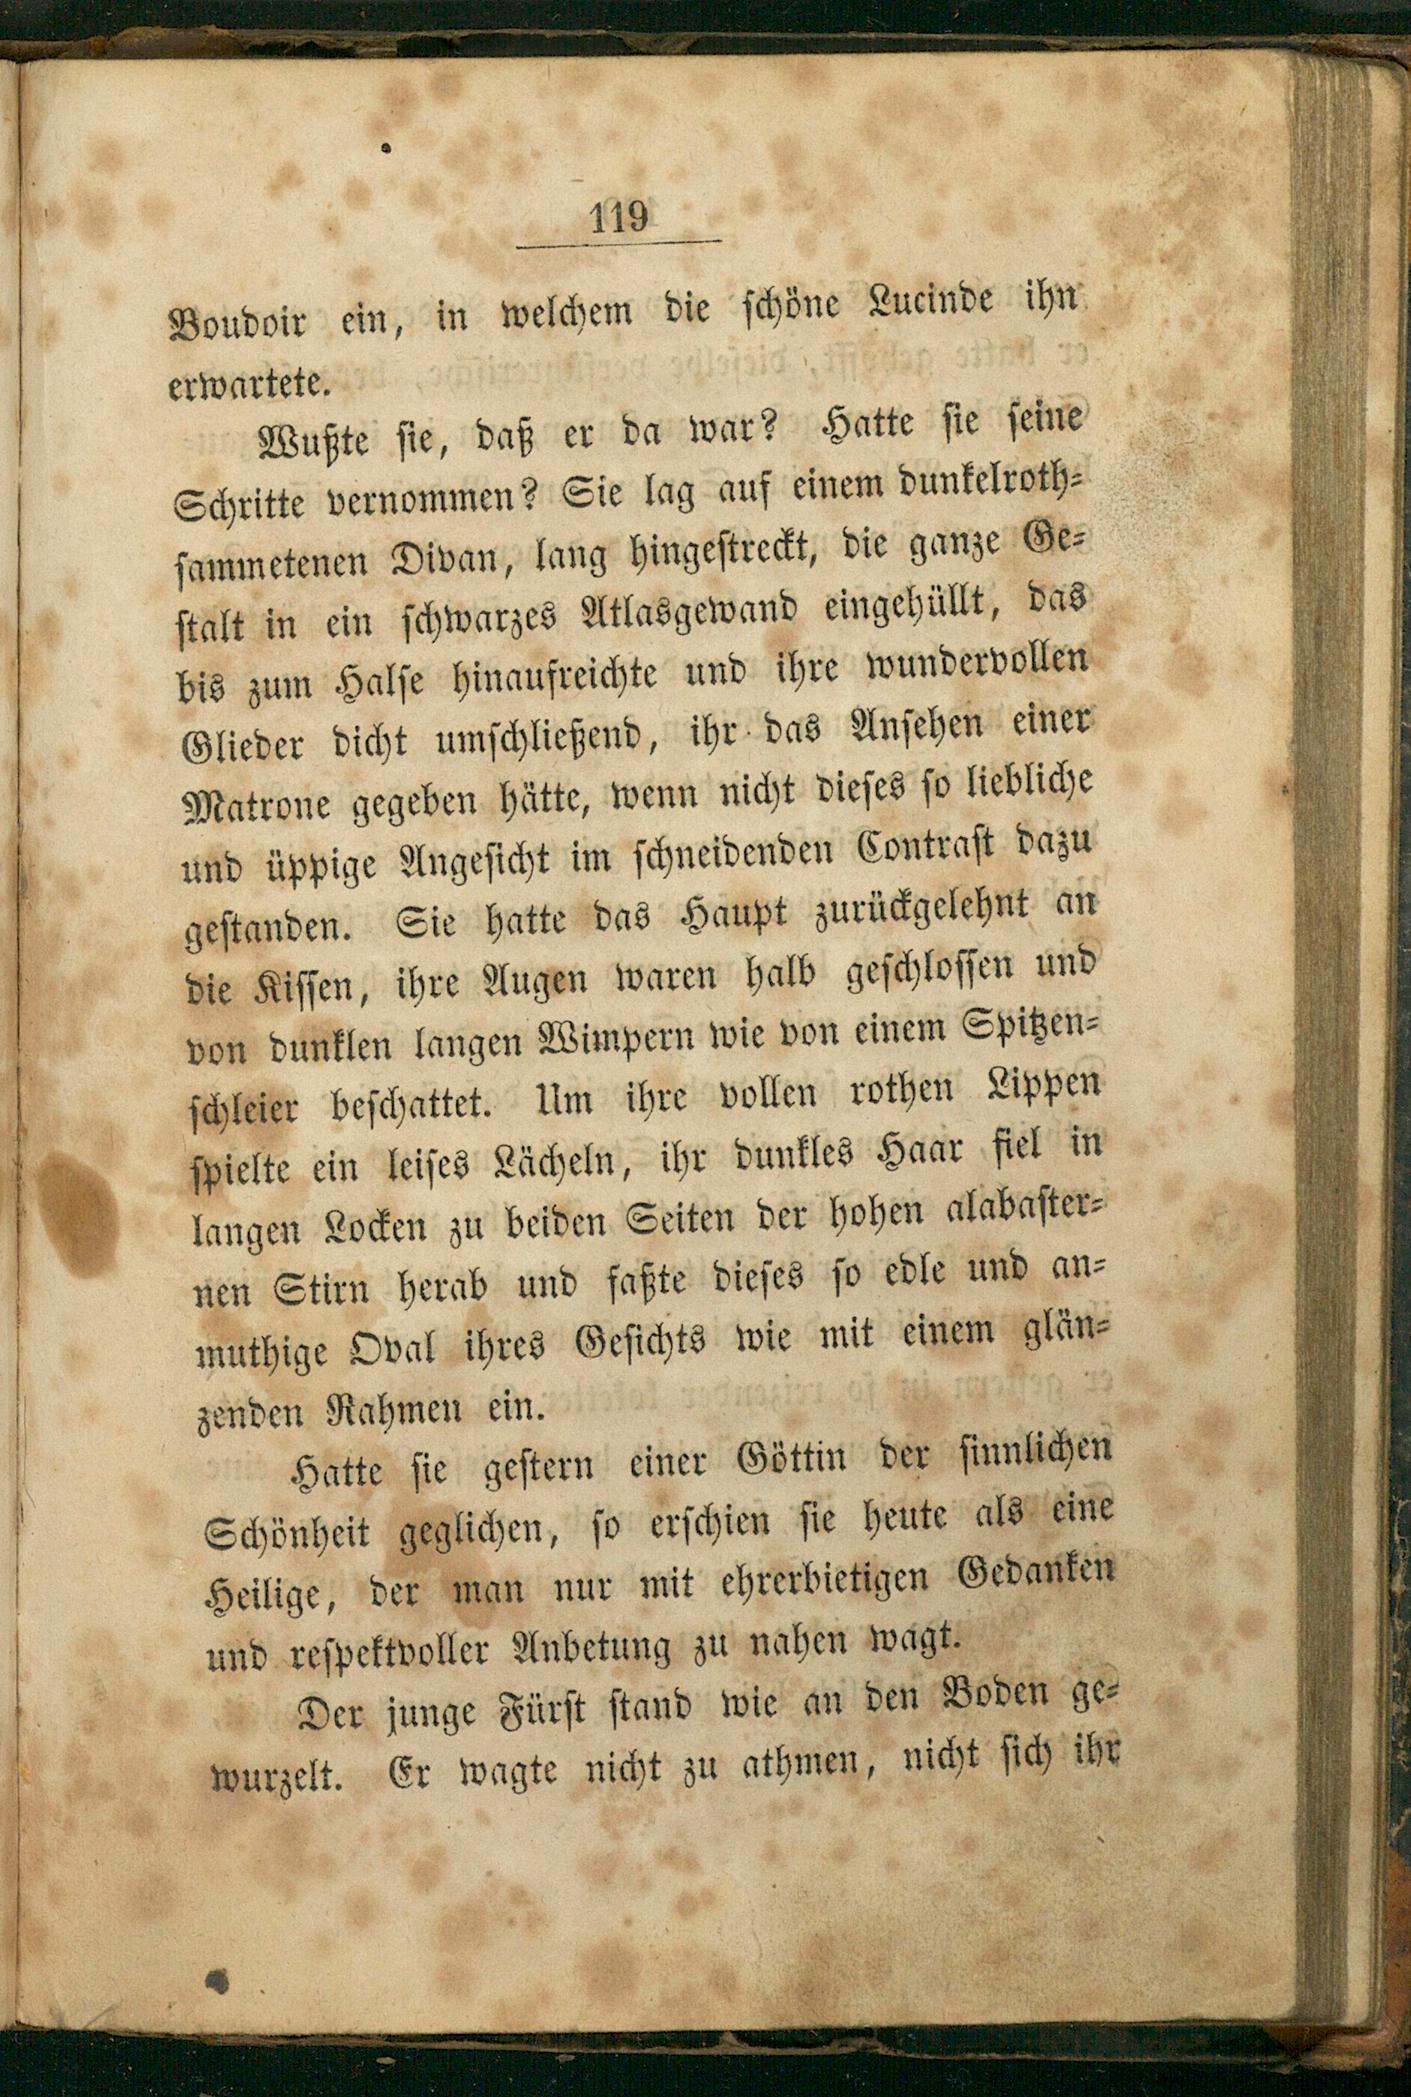 119
Boudoir ein, in welchem die schöne Lucinde ihn
erwartete.
Wußte sie, daß er da war? Hatte sie seine
Schritte vernommen? Sie lag auf einem dunkelroth-
sammetenen Divan, lang hingestreckt, die ganze Ge-
stalt in ein schwarzes Atlasgewand eingehüllt, das
bis zum Halse hinaufreichte und ihre wundervollen
Glieder dicht umschließend, ihr das Ansehen einer
Matrone gegeben hätte, wenn nicht dieses so liebliche
und üppige Angesicht im schneidenden Contrast dazu
gestanden. Sie hatte das Haupt zurückgelehnt an
die Kissen, ihre Augen waren halb geschlossen und
von dunklen langen Wimpern wie von einem Spitzen-
schleier beschattet. Um ihre vollen rothen Lippen
spielte ein leises Lächeln, ihr dunkles Haar fiel in
langen Locken zu beiden Seiten der hohen alabaster-
nen Stirn herab und faßte dieses so edle und an-
muthige Oval ihres Gesichts wie mit einem glän-
zenden Rahmen ein.
Hatte sie gestern einer Göttin der sinnlichen
Schönheit geglichen, so erschien sie heute als eine
Heilige, der man nur mit ehrerbietigen Gedanken
und respektvoller Anbetung zu nahen wagt.
Der junge Fürst stand wie an den Boden ge-
wurzelt. Er wagte nicht zu athmen, nicht sich ihr